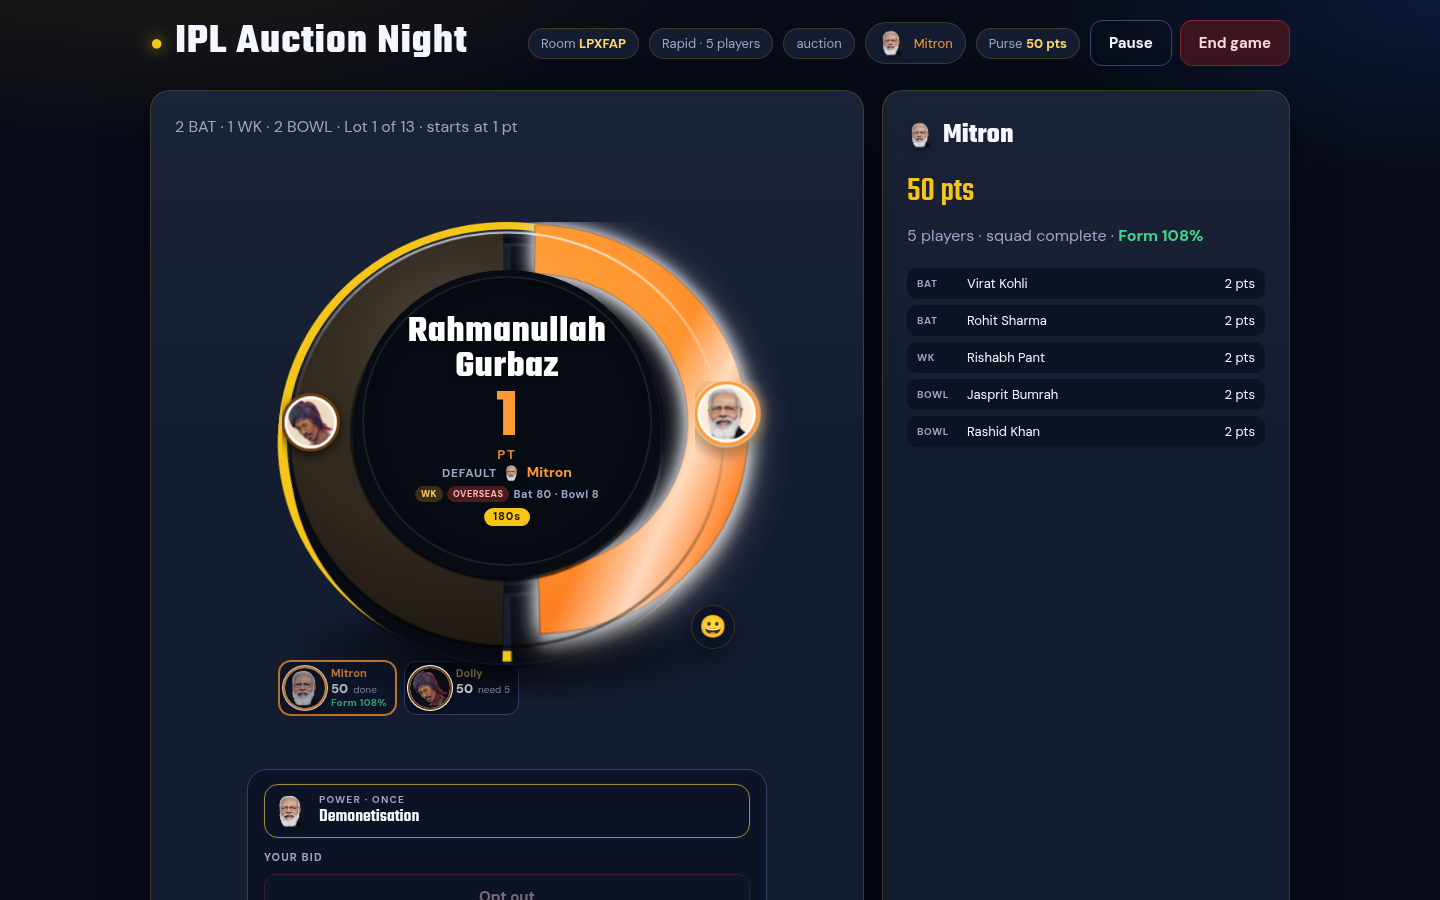 IPL Auction Night
Room LPXFAP
Rapid · 5 players
auction
Mitron
Purse 50 pts
Pause
End game
2 BAT · 1 WK · 2 BOWL · Lot 1 of 13 · starts at 1 pt
Rahmanullah
Gurbaz
1
PT
DEFAULT Mitron
WK OVERSEAS Bat 80 · Bowl 8
180s
Mitron
50 done
Form 108%
Dolly
50 need 5
POWER · ONCE
Demonetisation
YOUR BID
Opt out
Mitron
50 pts
5 players · squad complete · Form 108%
BAT Virat Kohli 2 pts
BAT Rohit Sharma 2 pts
WK Rishabh Pant 2 pts
BOWL Jasprit Bumrah 2 pts
BOWL Rashid Khan 2 pts